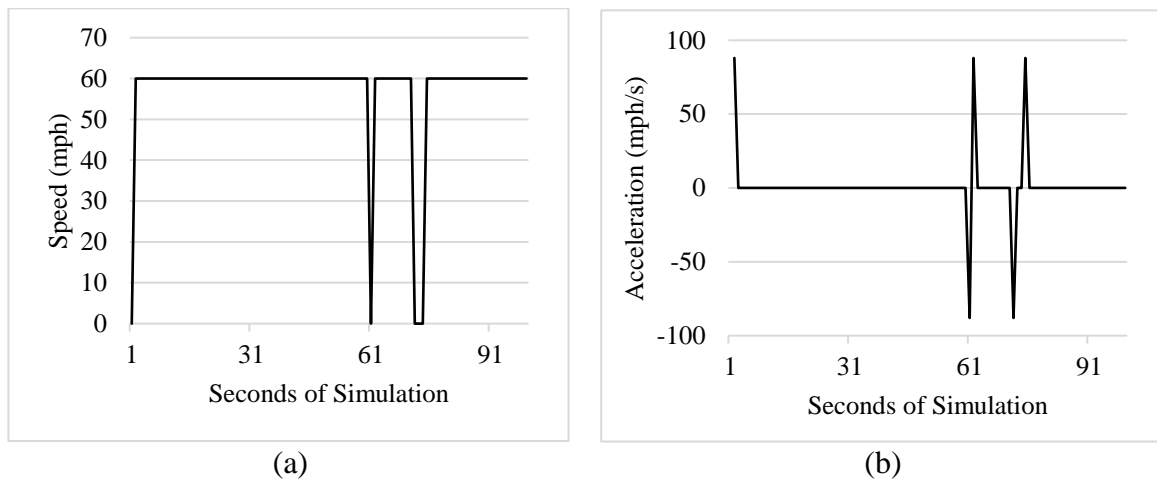 70
60
50
40
30
20
10
0
Speed (mph)
1 31 61 91
Seconds of Simulation
(a)
100
50
0
-50
-100
Acceleration (mph/s)
1 31 61 91
Seconds of Simulation
(b)